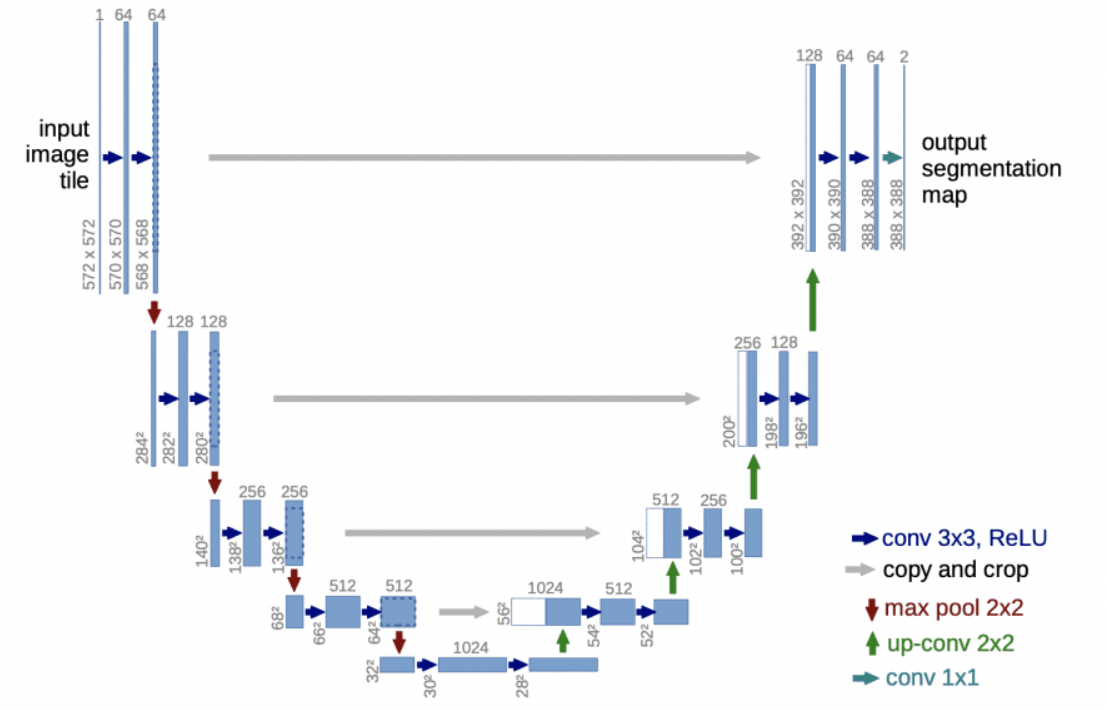 1 64 64
input
image
tile
572 x 572
570 x 570
568 x 568
128 64 64 2
output
segmentation
map
392 x 392
390 x 390
388 x 388
388 x 388
128 128
284²
282²
280²
256 128
200²
198²
196²
256 256
140²
138²
136²
512 256
104²
102²
100²
512 512
68²
66²
64²
1024 512
56²
54²
52²
1024
32²
30²
28²
conv 3x3, ReLU
copy and crop
max pool 2x2
up-conv 2x2
conv 1x1